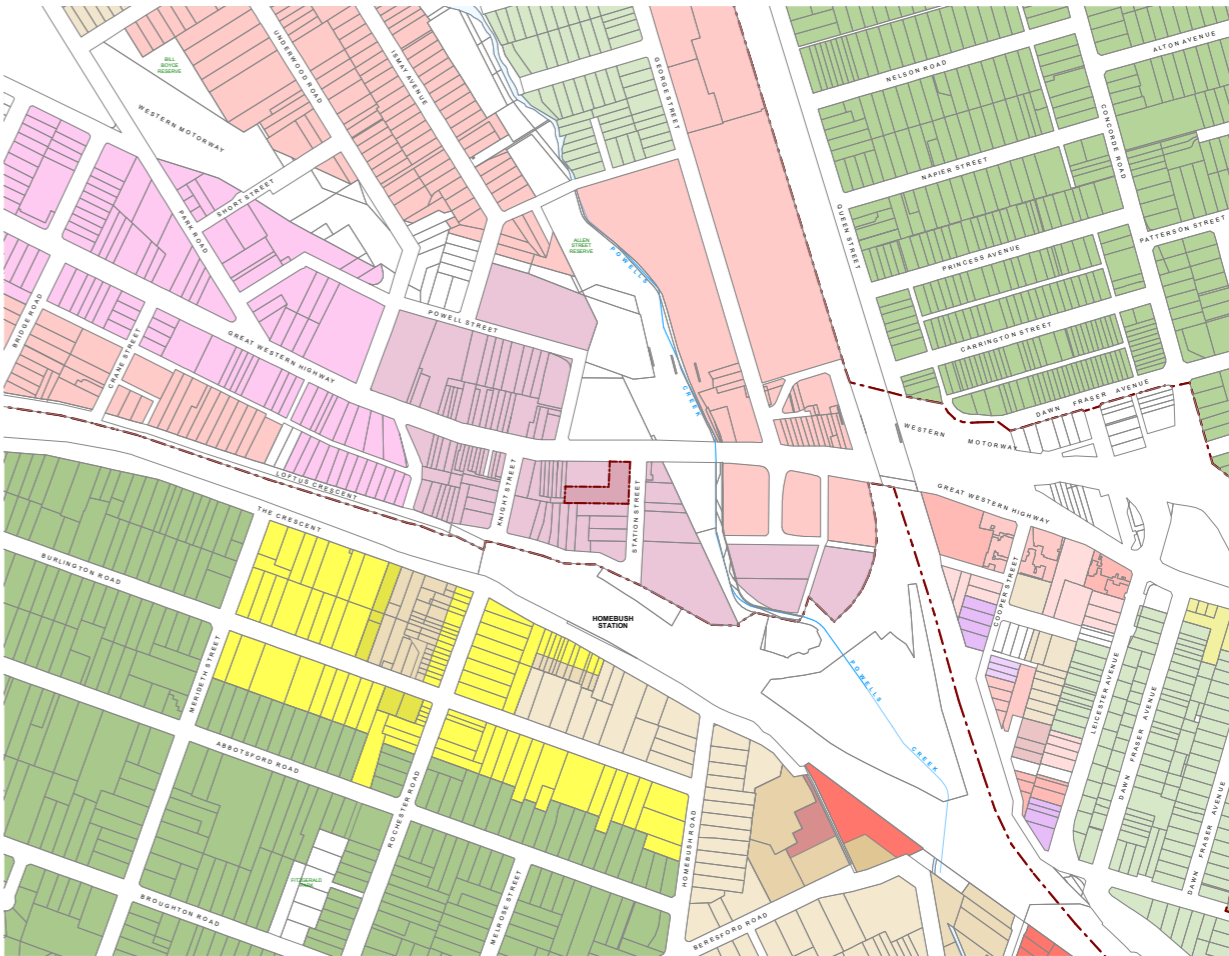 UNDERWOOD ROAD
ISMAY AVENUE
GEORGE STREET
ALTON AVENUE
NELSON ROAD
BILL
BOYCE
RESERVE
WESTERN MOTORWAY
CONCORDE ROAD
NAPIER STREET
SHORT STREET
PARK ROAD
QUEEN STREET
PATTERSON STREET
ALLEN
STREET
RESERVE
POWELLS
PRINCESS AVENUE
BRIDGE ROAD
POWELL STREET
CARRINGTON STREET
GREAT WESTERN HIGHWAY
CRANE STREET
CREEK
DAWN FRASER AVENUE
WESTERN MOTORWAY
LOFTUS CRESCENT
KNIGHT STREET
STATION STREET
GREAT WESTERN HIGHWAY
THE CRESCENT
BURLINGTON ROAD
COOPER STREET
HOMEBUSH
STATION
MERIDETH STREET
POWELLS
LEICESTER AVENUE
DAWN FRASER AVENUE
ABBOTSFORD ROAD
CREEK
ROCHESTER ROAD
DAWN FRASER AVENUE
HOMEBUSH ROAD
FITZGERALD
PARK
MELROSE STREET
BROUGHTON ROAD
BERESFORD ROAD